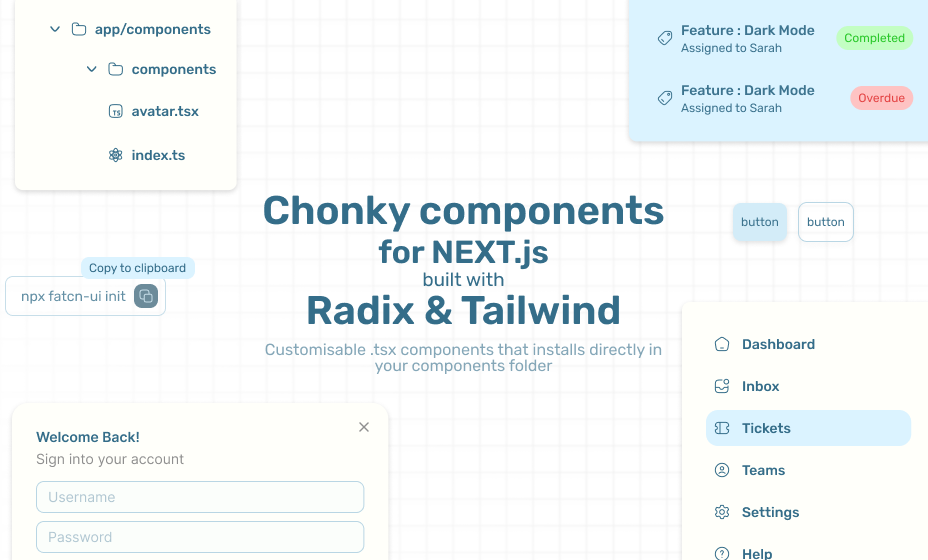 app/components
components
TS
avatar.tsx
index.ts
Feature : Dark Mode
Assigned to Sarah
Completed
Feature : Dark Mode
Assigned to Sarah
Overdue
Chonky components
for NEXT.js
built with
Radix & Tailwind
Customisable .tsx components that installs directly in
your components folder
button
button
Copy to clipboard
npx fatcn-ui init
Welcome Back!
Sign into your account
Username
Password
Dashboard
Inbox
Tickets
Teams
Settings
Help